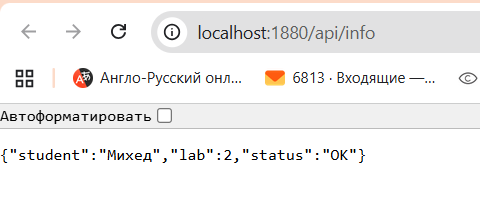 localhost:1880/api/info
Англо-Русский онл... 6813 · Входящие —...
Автоформатировать
{"student":"Михед","lab":2,"status":"OK"}